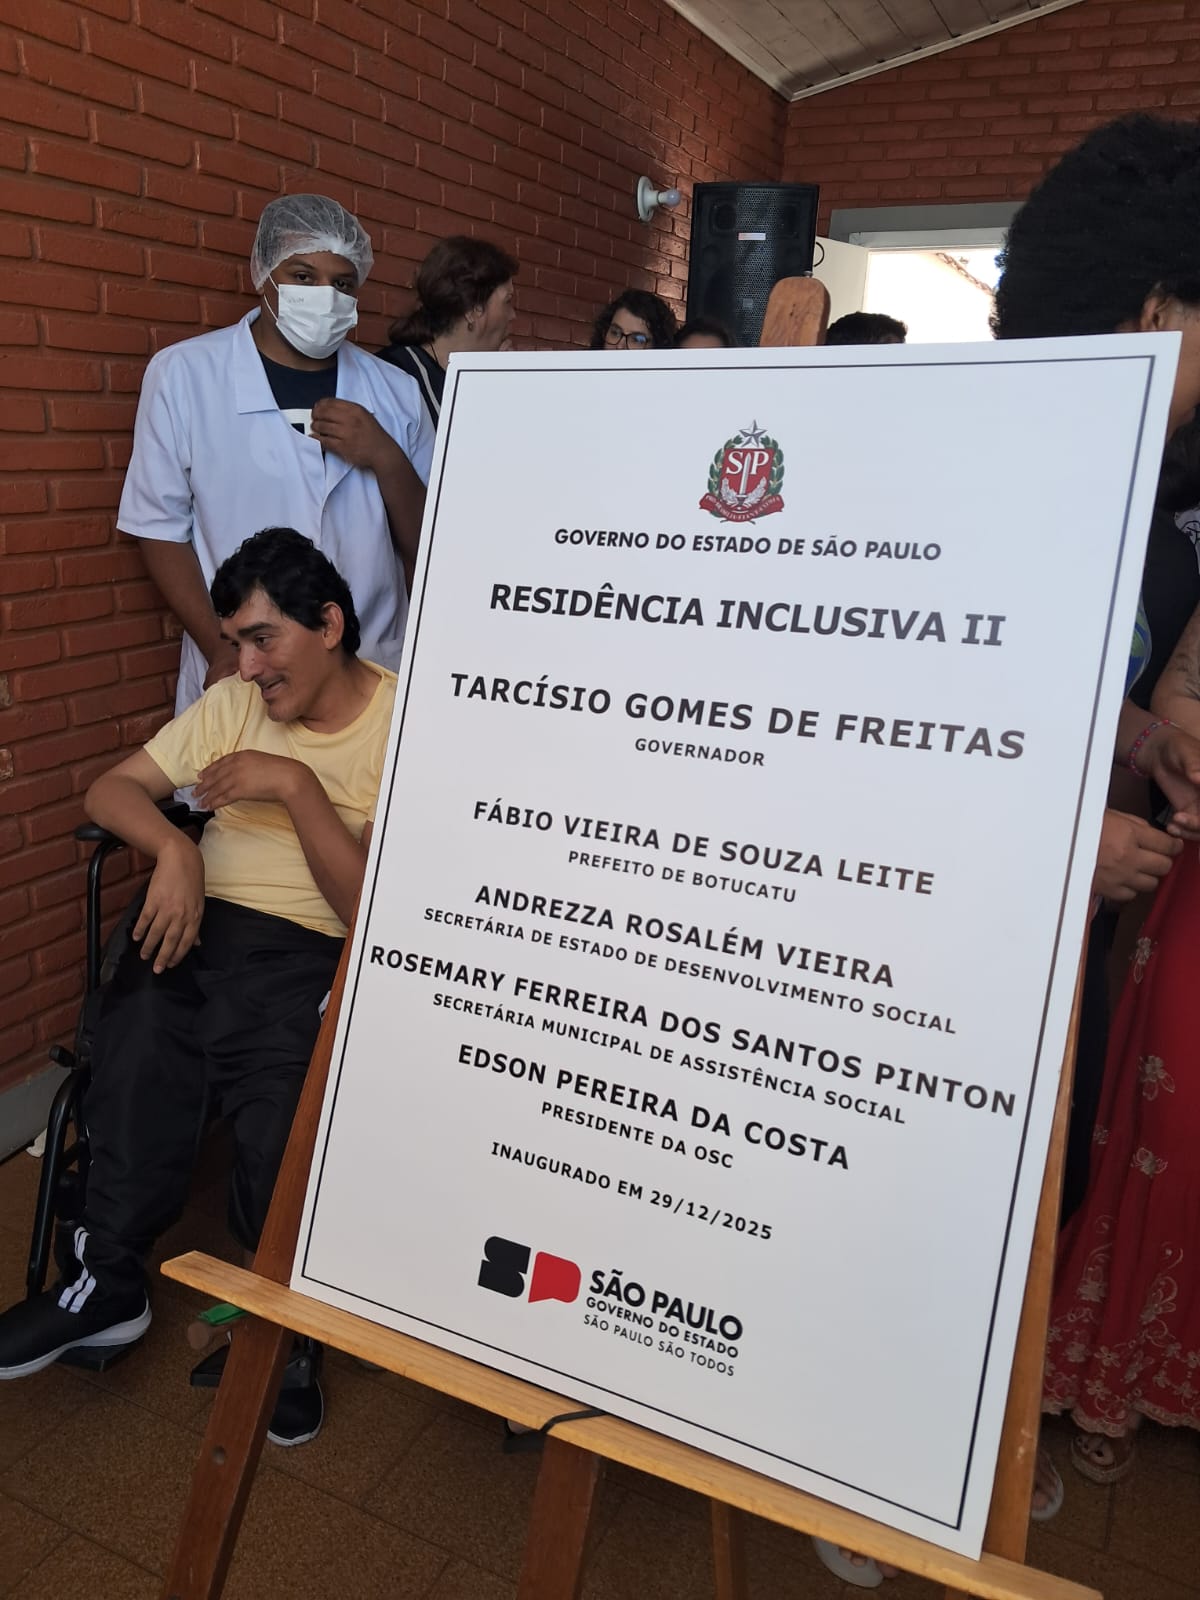 SP
GOVERNO DO ESTADO DE SÃO PAULO
RESIDÊNCIA INCLUSIVA II
TARCÍSIO GOMES DE FREITAS
GOVERNADOR
FÁBIO VIEIRA DE SOUZA LEITE
PREFEITO DE BOTUCATU
ANDREZZA ROSALÉM VIEIRA
SECRETÁRIA DE ESTADO DE DESENVOLVIMENTO SOCIAL
ROSEMARY FERREIRA DOS SANTOS PINTON
SECRETÁRIA MUNICIPAL DE ASSISTÊNCIA SOCIAL
EDSON PEREIRA DA COSTA
PRESIDENTE DA OSC
INAUGURADO EM 29/12/2025
SÃO PAULO
GOVERNO DO ESTADO
SÃO PAULO SÃO TODOS